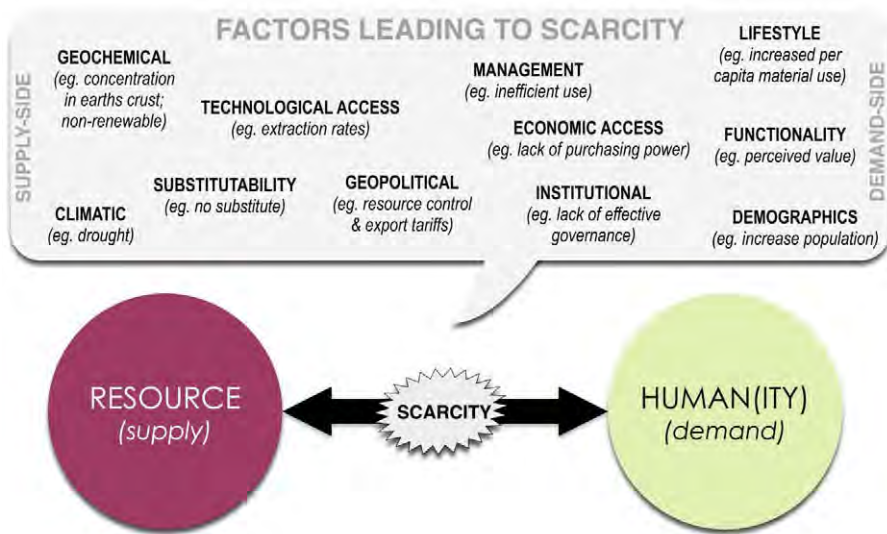 FACTORS LEADING TO SCARCITY
SUPPLY-SIDE
GEOCHEMICAL
(eg. concentration
in earths crust;
non-renewable)
TECHNOLOGICAL ACCESS
(eg. extraction rates)
MANAGEMENT
(eg. inefficient use)
LIFESTYLE
(eg. increased per
capita material use)
ECONOMIC ACCESS
(eg. lack of purchasing power)
FUNCTIONALITY
(eg. perceived value)
CLIMATIC
(eg. drought)
SUBSTITUTABILITY
(eg. no substitute)
GEOPOLITICAL
(eg. resource control
& export tariffs)
INSTITUTIONAL
(eg. lack of effective
governance)
DEMOGRAPHICS
(eg. increase population)
DEMAND-SIDE
RESOURCE
(supply)
SCARCITY
HUMAN(ITY)
(demand)